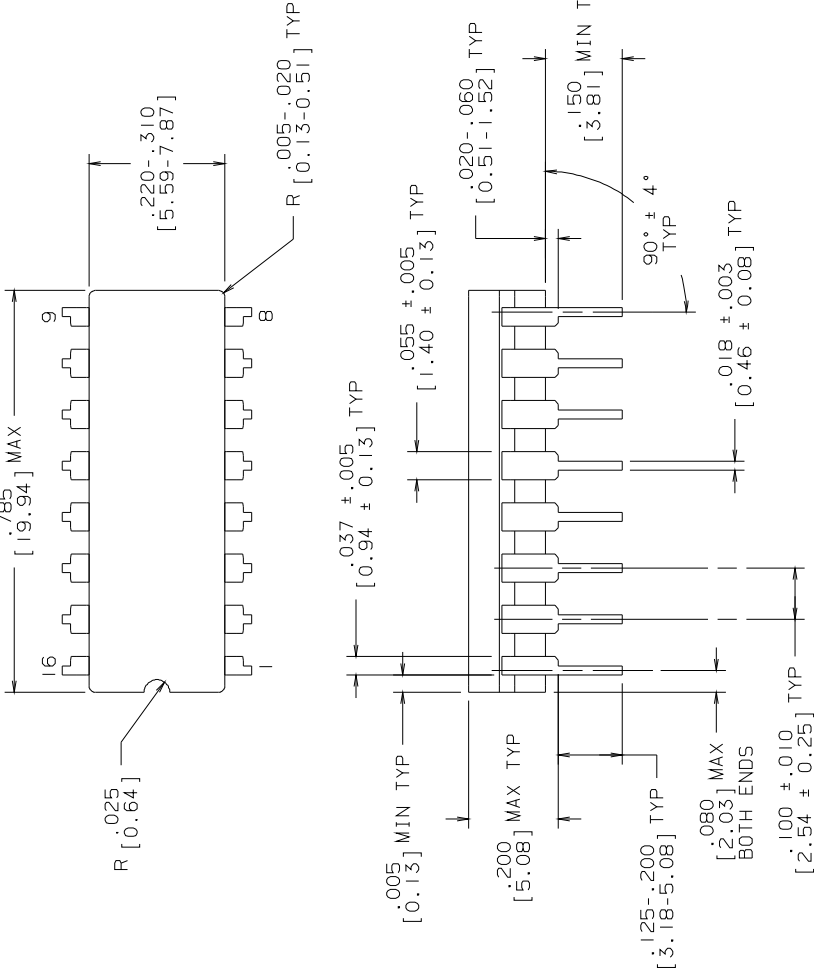 .785
[19.94] MAX
16
9
1
8
R .025
[0.64]
.220-.310
[5.59-7.87]
R .005-.020 TYP
[0.13-0.51]
.005 MIN TYP
[0.13]
.037 ±.005 TYP
[0.94 ± 0.13]
.055 ±.005 TYP
[1.40 ± 0.13]
.020-.060 TYP
[0.51-1.52]
.150 MIN
[3.81]
90° ± 4°
TYP
.018 ±.003 TYP
[0.46 ± 0.08]
.200 MAX TYP
[5.08]
.125-.200 TYP
[3.18-5.08]
.080 MAX
[2.03]
BOTH ENDS
.100 ±.010 TYP
[2.54 ± 0.25]